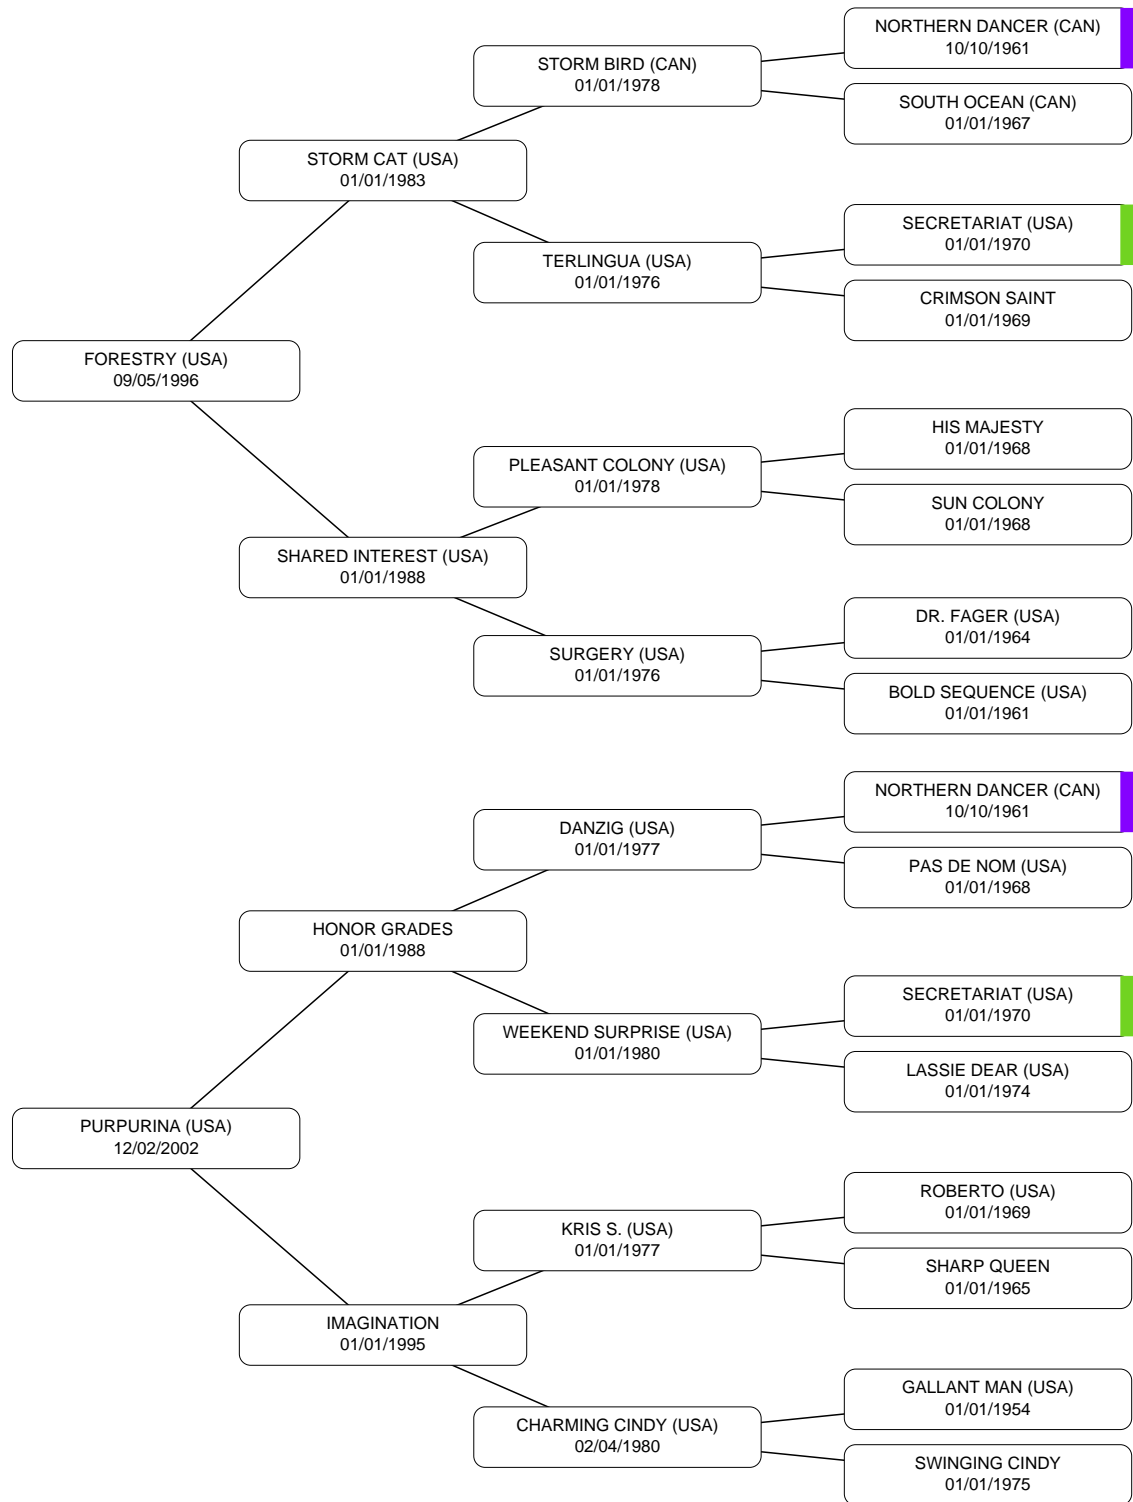 NORTHERN DANCER (CAN)
10/10/1961
STORM BIRD (CAN)
01/01/1978
SOUTH OCEAN (CAN)
01/01/1967
STORM CAT (USA)
01/01/1983
SECRETARIAT (USA)
01/01/1970
TERLINGUA (USA)
01/01/1976
CRIMSON SAINT
01/01/1969
FORESTRY (USA)
09/05/1996
HIS MAJESTY
01/01/1968
PLEASANT COLONY (USA)
01/01/1978
SUN COLONY
01/01/1968
SHARED INTEREST (USA)
01/01/1988
DR. FAGER (USA)
01/01/1964
SURGERY (USA)
01/01/1976
BOLD SEQUENCE (USA)
01/01/1961
NORTHERN DANCER (CAN)
10/10/1961
DANZIG (USA)
01/01/1977
PAS DE NOM (USA)
01/01/1968
HONOR GRADES
01/01/1988
SECRETARIAT (USA)
01/01/1970
WEEKEND SURPRISE (USA)
01/01/1980
LASSIE DEAR (USA)
01/01/1974
PURPURINA (USA)
12/02/2002
ROBERTO (USA)
01/01/1969
KRIS S. (USA)
01/01/1977
SHARP QUEEN
01/01/1965
IMAGINATION
01/01/1995
GALLANT MAN (USA)
01/01/1954
CHARMING CINDY (USA)
02/04/1980
SWINGING CINDY
01/01/1975